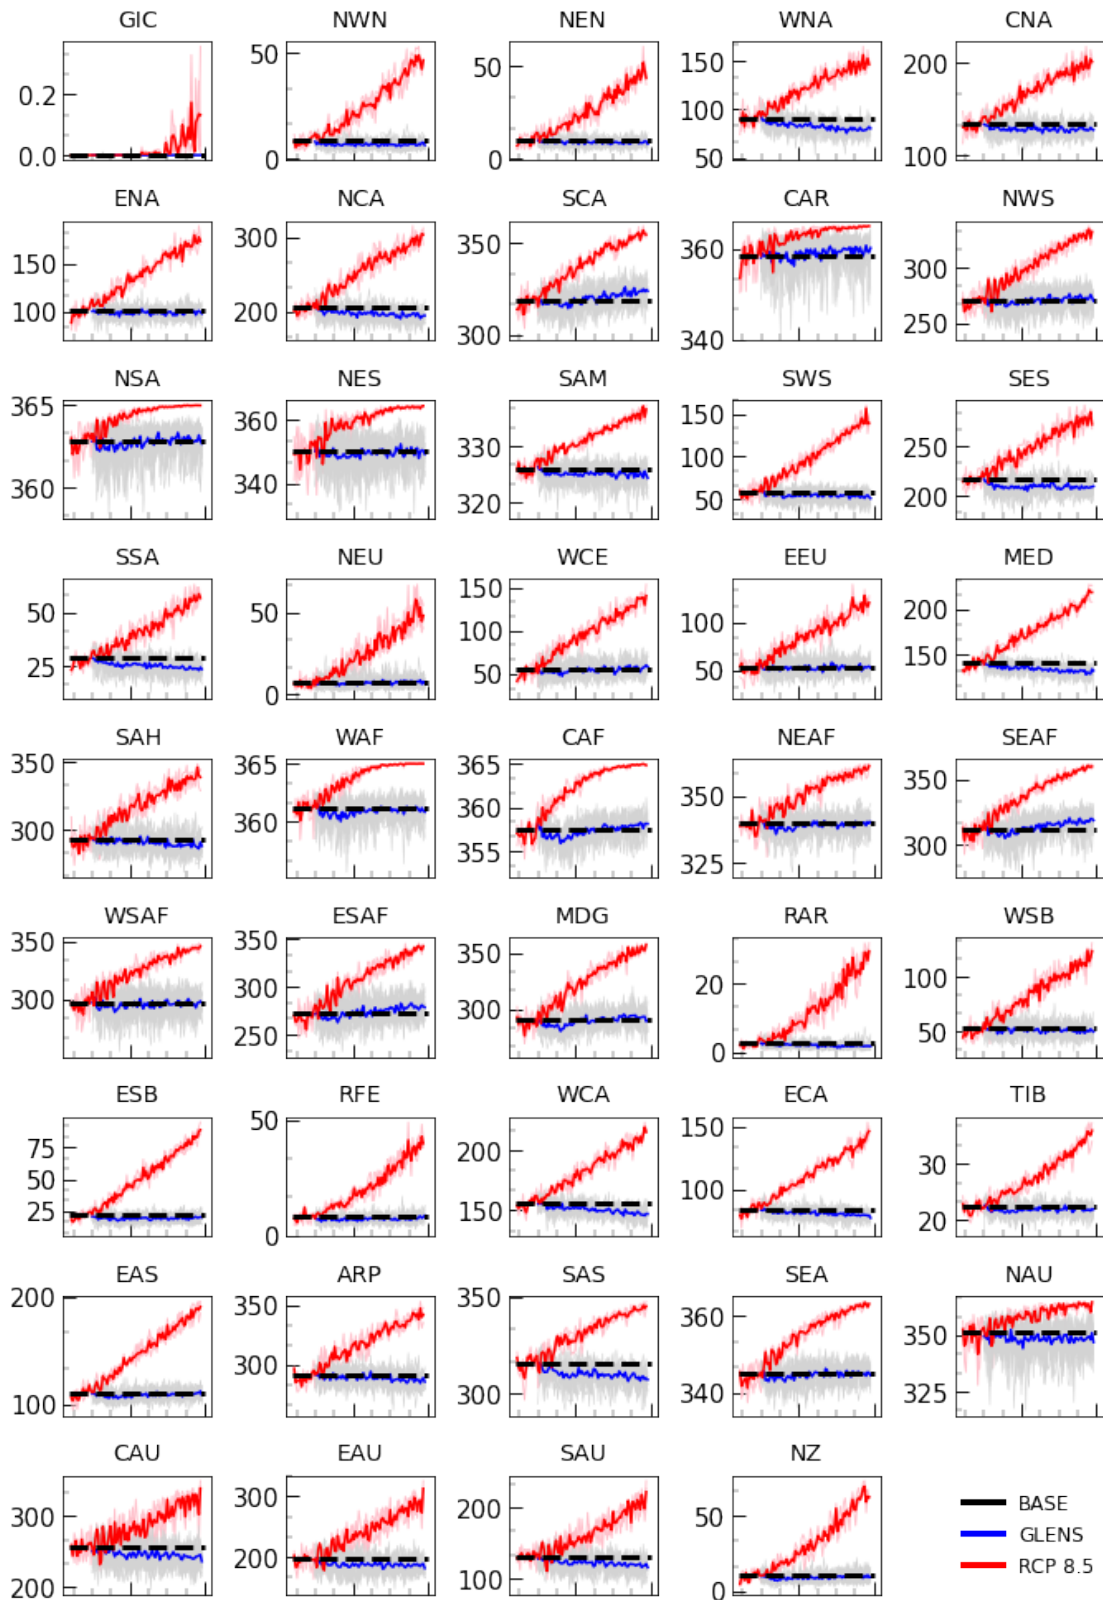 GIC NWN NEN WNA CNA
0.2 0.0
50 0
50 0
150 100 50
200 100
ENA NCA SCA CAR NWS
150 100
300 200
350 300
360 340
300 250
NSA NES SAM SWS SES
365 360
360 340
330 320
150 100 50
250 200
SSA NEU WCE EEU MED
50 25
50 0
150 100 50
100 50
200 150
SAH WAF CAF NEAF SEAF
350 300
365 360
365 360 355
350 325
350 300
WSAF ESAF MDG RAR WSB
350 300
350 300 250
350 300
20 0
100 50
ESB RFE WCA ECA TIB
75 50 25
50 0
200 150
150 100
30 20
EAS ARP SAS SEA NAU
200 100
350 300
350 300
360 340
350 325
CAU EAU SAU NZ
300 200
300 200
200 100
50 0
BASE
GLENS
RCP 8.5